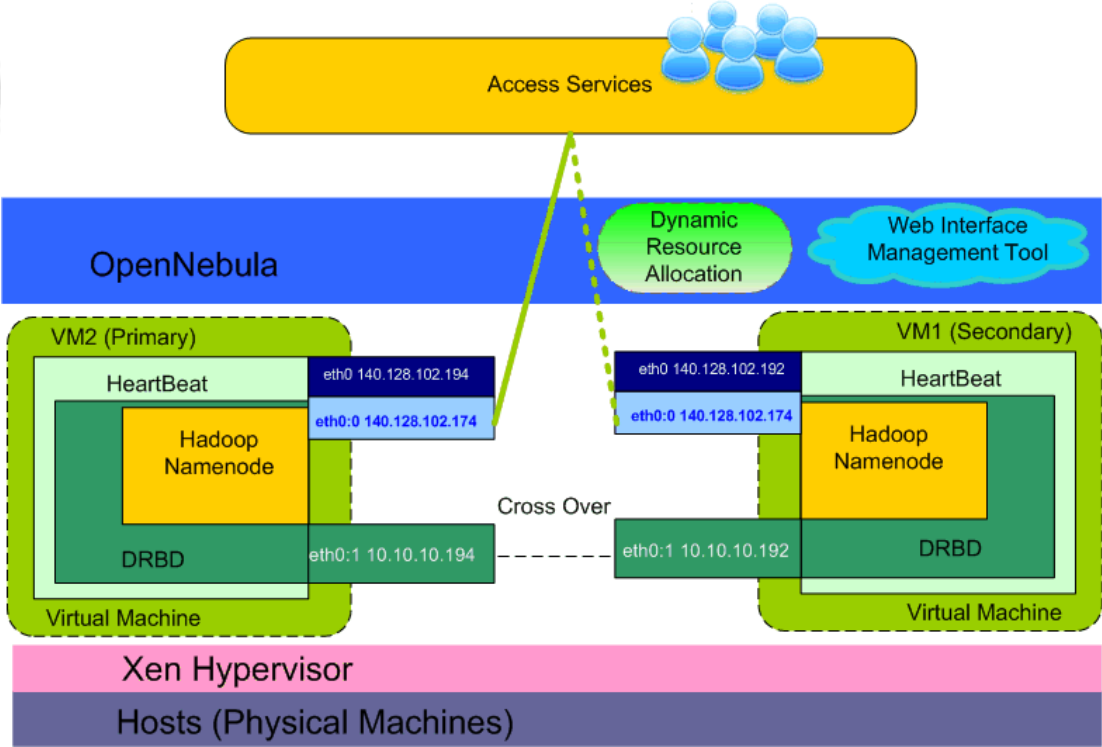 Access Services
OpenNebula
Dynamic
Resource
Allocation
Web Interface
Management Tool
VM2 (Primary)
HeartBeat
eth0 140.128.102.194
eth0:0 140.128.102.174
Hadoop
Namenode
DRBD
eth0:1 10.10.10.194
Virtual Machine
Cross Over
VM1 (Secondary)
HeartBeat
eth0 140.128.102.192
eth0:0 140.128.102.174
Hadoop
Namenode
eth0:1 10.10.10.192
DRBD
Virtual Machine
Xen Hypervisor
Hosts (Physical Machines)